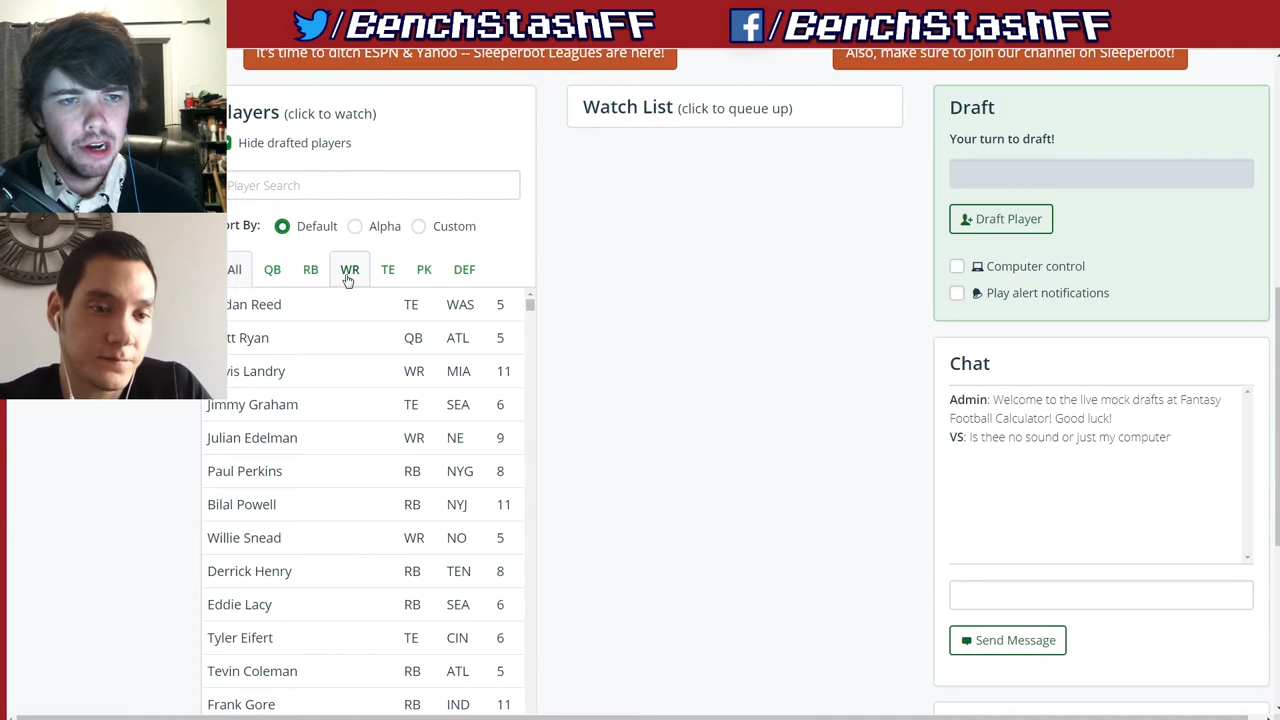 /BenchStashFF
/BenchStashFF
It's time to ditch ESPN & Yahoo -- Sleeperbot Leagues are here!
Also, make sure to join our channel on Sleeperbot!
layers (click to watch)
Hide drafted players
Player Search
ort By: Default Alpha Custom
All QB RB WR TE PK DEF
dan Reed TE WAS 5
tt Ryan QB ATL 5
vis Landry WR MIA 11
Jimmy Graham TE SEA 6
Julian Edelman WR NE 9
Paul Perkins RB NYG 8
Bilal Powell RB NYJ 11
Willie Snead WR NO 5
Derrick Henry RB TEN 8
Eddie Lacy RB SEA 6
Tyler Eifert TE CIN 6
Tevin Coleman RB ATL 5
Frank Gore RB IND 11
Watch List (click to queue up)
Draft
Your turn to draft!
Draft Player
Computer control
Play alert notifications
Chat
Admin: Welcome to the live mock drafts at Fantasy
Football Calculator! Good luck!
VS: Is thee no sound or just my computer
Send Message